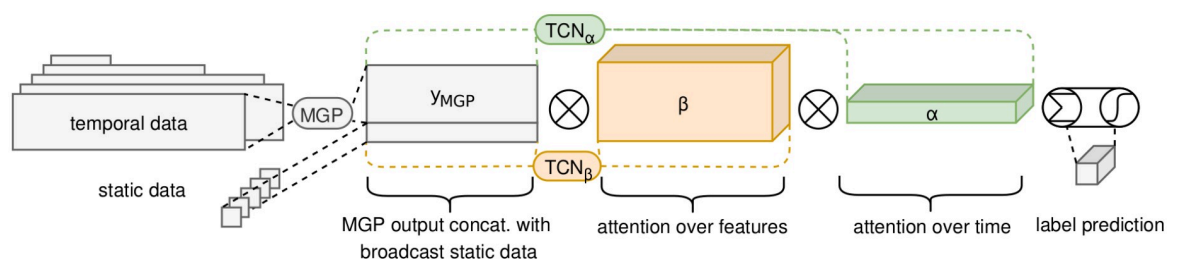 TCNα
temporal data
MGP
yMGP
β
α
static data
TCNβ
MGP output concat. with
broadcast static data
attention over features
attention over time
label prediction